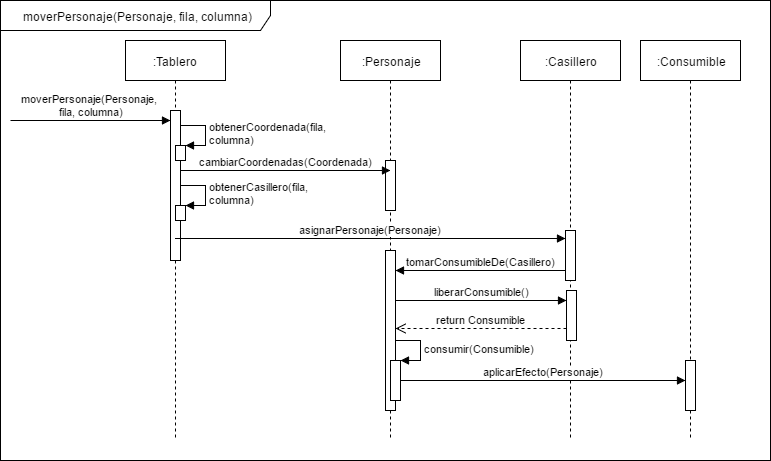 moverPersonaje(Personaje, fila, columna)
:Tablero
:Personaje
:Casillero
:Consumible
moverPersonaje(Personaje,
fila, columna)
obtenerCoordenada(fila,
columna)
cambiarCoordenadas(Coordenada)
obtenerCasillero(fila,
columna)
asignarPersonaje(Personaje)
tomarConsumibleDe(Casillero)
liberarConsumible()
return Consumible
consumir(Consumible)
aplicarEfecto(Personaje)